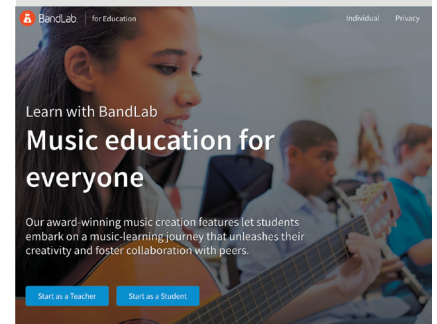 BandLab for Education Individual Privacy
Learn with BandLab
Music education for
everyone
Our award-winning music creation features let students
embark on a music-learning journey that unleashes their
creativity and foster collaboration with peers.
Start as a Teacher Start as a Student